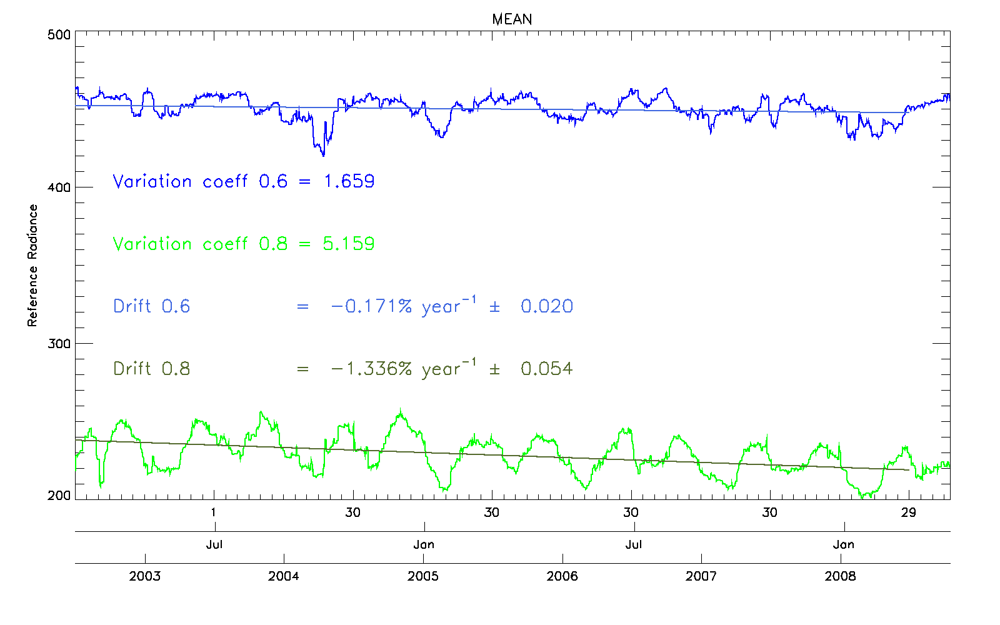 MEAN
500
400
300
200
Reference Radiance
Variation coeff 0.6 = 1.659
Variation coeff 0.8 = 5.159
Drift 0.6 = −0.171% year⁻¹ ± 0.020
Drift 0.8 = −1.336% year⁻¹ ± 0.054
1 30 30 30 30 29
Jul Jan Jul Jan
2003 2004 2005 2006 2007 2008